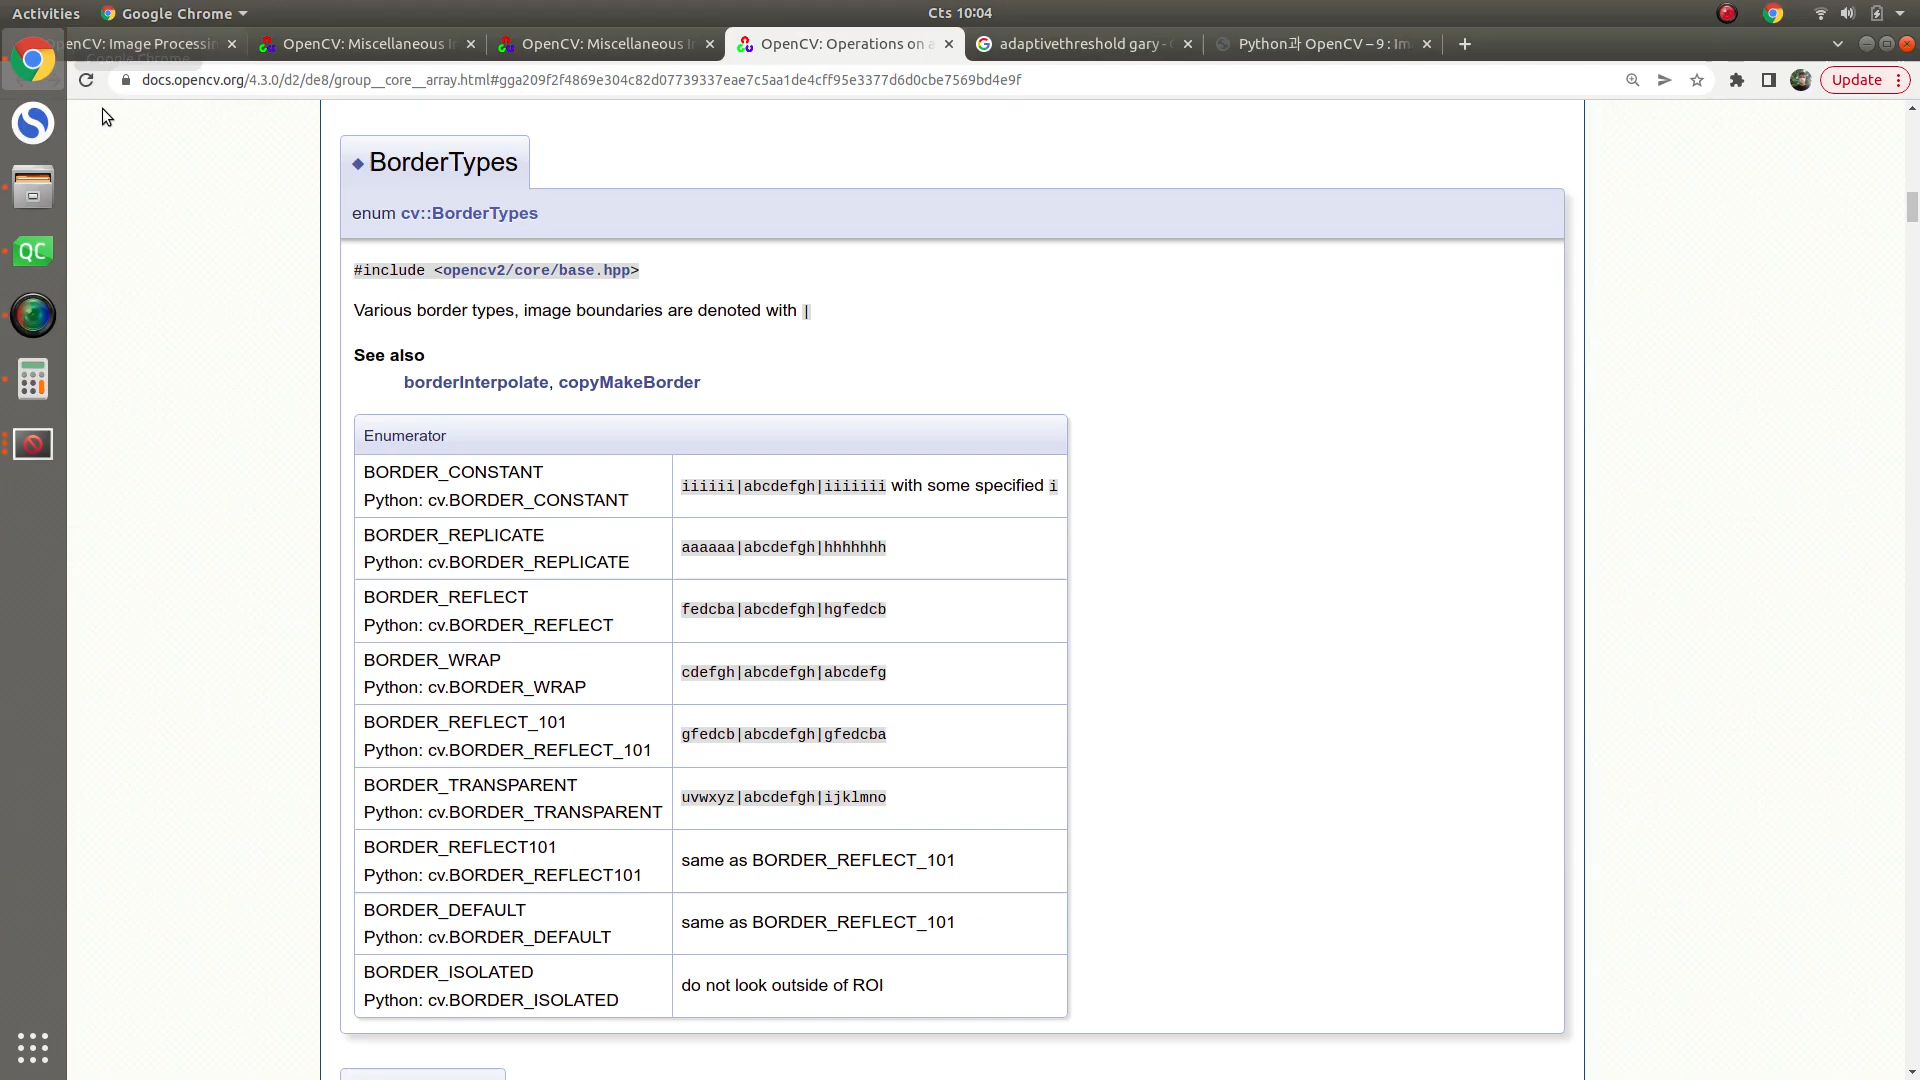 Activities
Google Chrome
Cts 10:04
OpenCV: Image Processin
OpenCV: Miscellaneous I
OpenCV: Miscellaneous I
OpenCV: Operations on a
adaptivethreshold gary -
Python과 OpenCV – 9 : Im
docs.opencv.org/4.3.0/d2/de8/group__core__array.html#gga209f2f4869e304c82d07739337eae7c5aa1de4cff95e3377d6d0cbe7569bd4e9f
Update
QC
◆ BorderTypes
enum cv::BorderTypes
#include <opencv2/core/base.hpp>
Various border types, image boundaries are denoted with |
See also
borderInterpolate, copyMakeBorder
Enumerator
BORDER_CONSTANT
Python: cv.BORDER_CONSTANT
iiiiii|abcdefgh|iiiiiii with some specified i
BORDER_REPLICATE
Python: cv.BORDER_REPLICATE
aaaaaa|abcdefgh|hhhhhhh
BORDER_REFLECT
Python: cv.BORDER_REFLECT
fedcba|abcdefgh|hgfedcb
BORDER_WRAP
Python: cv.BORDER_WRAP
cdefgh|abcdefgh|abcdefg
BORDER_REFLECT_101
Python: cv.BORDER_REFLECT_101
gfedcb|abcdefgh|gfedcba
BORDER_TRANSPARENT
Python: cv.BORDER_TRANSPARENT
uvwxyz|abcdefgh|ijklmno
BORDER_REFLECT101
Python: cv.BORDER_REFLECT101
same as BORDER_REFLECT_101
BORDER_DEFAULT
Python: cv.BORDER_DEFAULT
same as BORDER_REFLECT_101
BORDER_ISOLATED
Python: cv.BORDER_ISOLATED
do not look outside of ROI